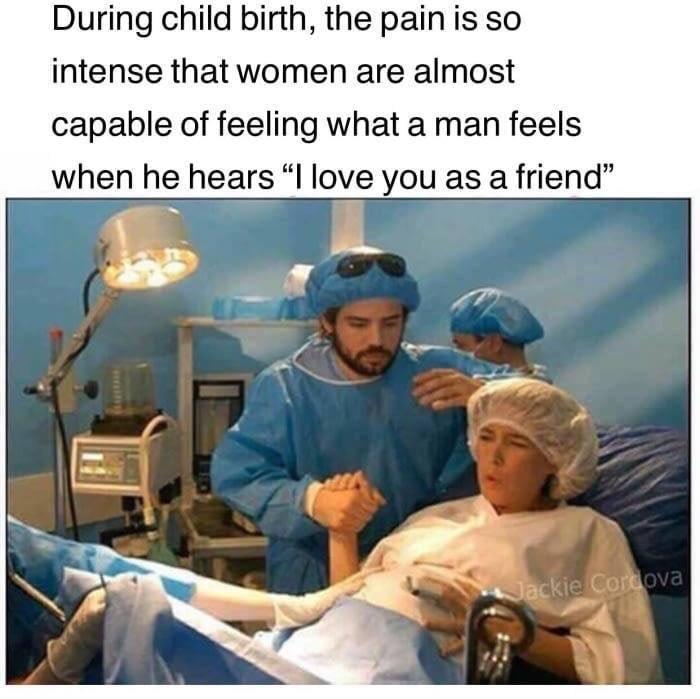 During child birth, the pain is so
intense that women are almost
capable of feeling what a man feels
when he hears “I love you as a friend”
Jackie Cordova